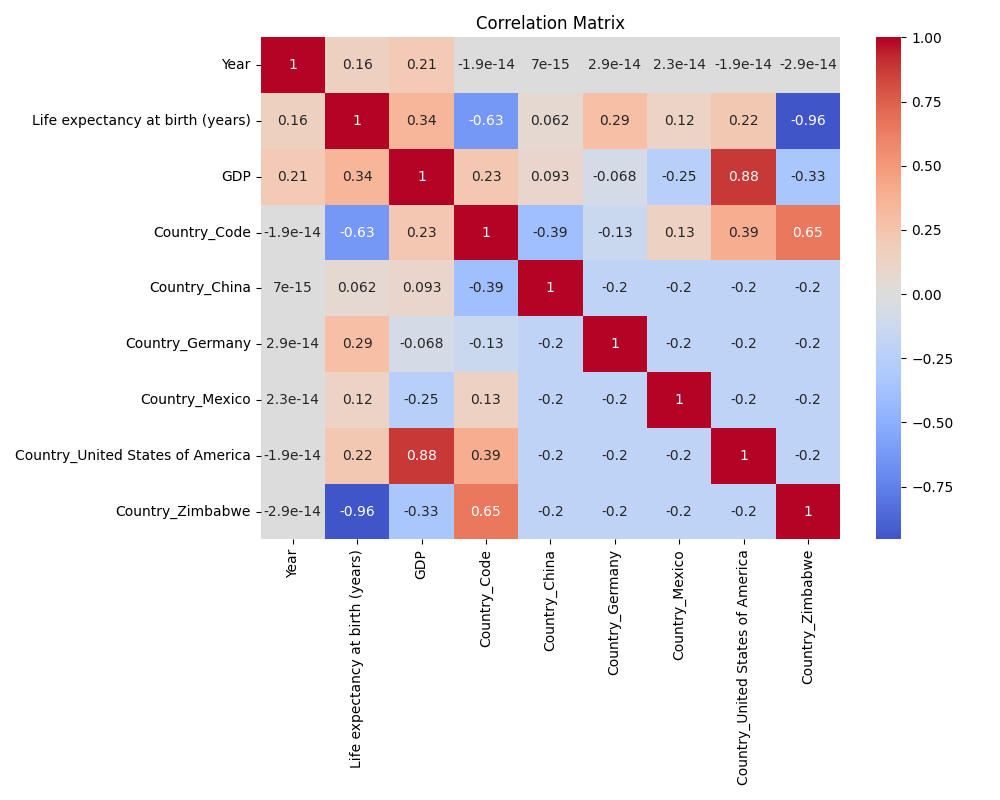 Correlation Matrix
Year 1 0.16 0.21 -1.9e-14 7e-15 2.9e-14 2.3e-14 -1.9e-14 -2.9e-14
Life expectancy at birth (years) 0.16 1 0.34 -0.63 0.062 0.29 0.12 0.22 -0.96
GDP 0.21 0.34 1 0.23 0.093 -0.068 -0.25 0.88 -0.33
Country_Code -1.9e-14 -0.63 0.23 1 -0.39 -0.13 0.13 0.39 0.65
Country_China 7e-15 0.062 0.093 -0.39 1 -0.2 -0.2 -0.2 -0.2
Country_Germany 2.9e-14 0.29 -0.068 -0.13 -0.2 1 -0.2 -0.2 -0.2
Country_Mexico 2.3e-14 0.12 -0.25 0.13 -0.2 -0.2 1 -0.2 -0.2
Country_United States of America -1.9e-14 0.22 0.88 0.39 -0.2 -0.2 -0.2 1 -0.2
Country_Zimbabwe -2.9e-14 -0.96 -0.33 0.65 -0.2 -0.2 -0.2 -0.2 1
Year
Life expectancy at birth (years)
GDP
Country_Code
Country_China
Country_Germany
Country_Mexico
Country_United States of America
Country_Zimbabwe
1.00
0.75
0.50
0.25
0.00
−0.25
−0.50
−0.75